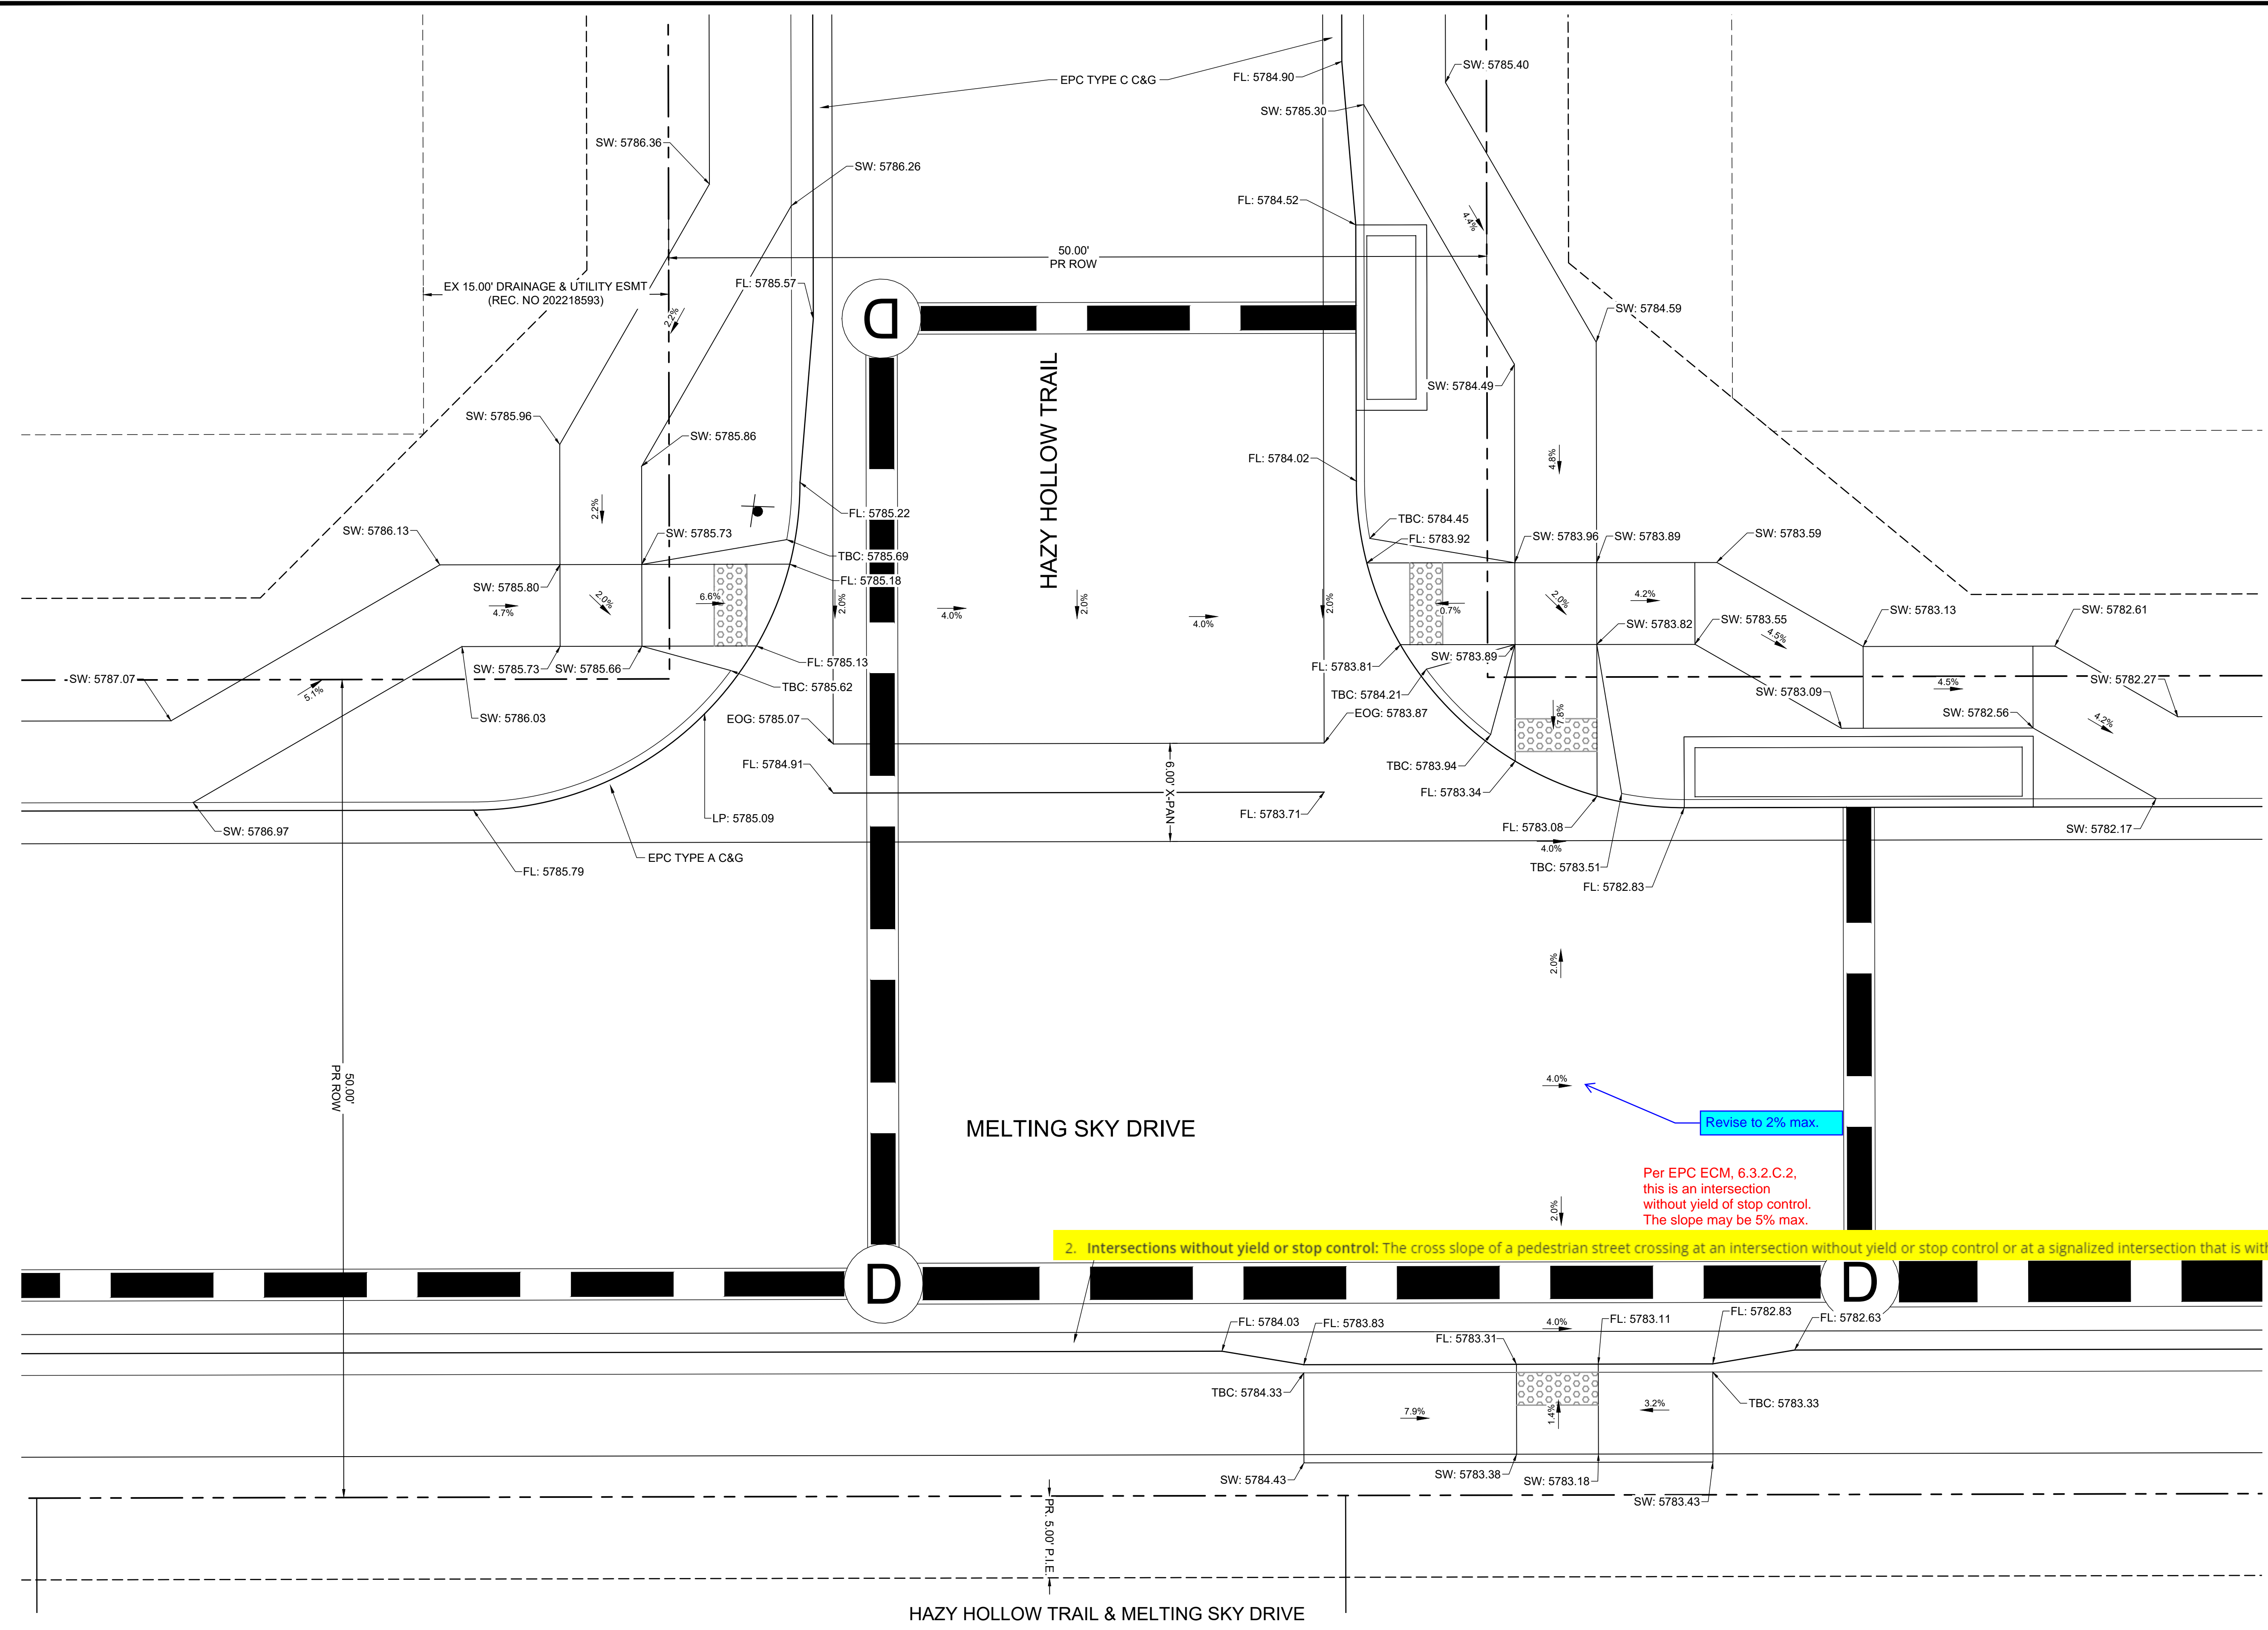 EPC TYPE C C&G
FL: 5784.90
SW: 5785.40
SW: 5785.30
SW: 5786.36
SW: 5786.26
FL: 5784.52
4.4%
50.00'
PR ROW
EX 15.00' DRAINAGE & UTILITY ESMT
(REC. NO 202218593)
FL: 5785.57
2.2%
D
SW: 5784.59
HAZY HOLLOW TRAIL
SW: 5784.49
SW: 5785.96
SW: 5785.86
FL: 5784.02
4.8%
2.2%
FL: 5785.22
SW: 5786.13
SW: 5785.73
TBC: 5784.45
FL: 5783.92
SW: 5783.96
SW: 5783.89
SW: 5783.59
TBC: 5785.69
FL: 5785.18
SW: 5785.80
4.7%
2.0%
6.6%
2.0%
4.0%
2.0%
4.0%
2.0%
0.7%
2.0%
4.2%
SW: 5783.82
SW: 5783.55
4.5%
SW: 5783.13
SW: 5782.61
SW: 5785.73
SW: 5785.66
FL: 5785.13
FL: 5783.81
SW: 5783.89
SW: 5787.07
5.1%
TBC: 5785.62
TBC: 5784.21
SW: 5783.09
4.5%
SW: 5782.27
SW: 5786.03
EOG: 5785.07
EOG: 5783.87
7.8%
SW: 5782.56
4.2%
FL: 5784.91
6.00' X-PAN
TBC: 5783.94
FL: 5783.34
LP: 5785.09
FL: 5783.71
FL: 5783.08
SW: 5782.17
SW: 5786.97
EPC TYPE A C&G
4.0%
FL: 5785.79
TBC: 5783.51
FL: 5782.83
2.0%
50.00'
PR ROW
4.0%
MELTING SKY DRIVE
Revise to 2% max.
Per EPC ECM, 6.3.2.C.2,
this is an intersection
without yield of stop control.
The slope may be 5% max.
2.0%
2. Intersections without yield or stop control: The cross slope of a pedestrian street crossing at an intersection without yield or stop control or at a signalized intersection that is with
D
D
FL: 5784.03
FL: 5783.83
4.0%
FL: 5783.31
FL: 5783.11
FL: 5782.83
FL: 5782.63
TBC: 5784.33
7.9%
1.4%
3.2%
TBC: 5783.33
SW: 5784.43
SW: 5783.38
SW: 5783.18
SW: 5783.43
PR. 5.00' P.I.E.
HAZY HOLLOW TRAIL & MELTING SKY DRIVE